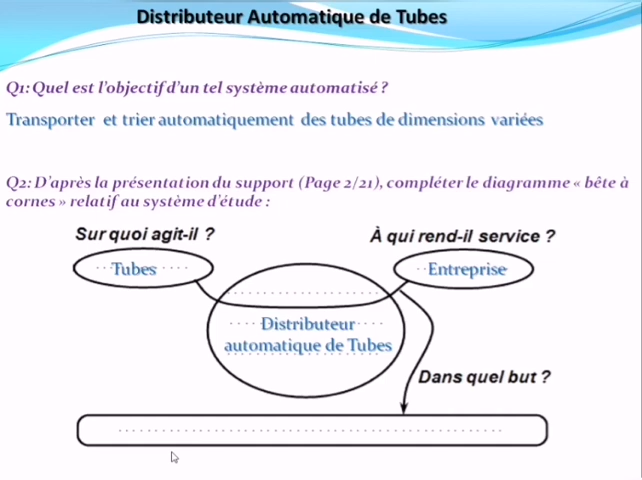 Distributeur Automatique de Tubes
Q1: Quel est l'objectif d'un tel système automatisé ?
Transporter et trier automatiquement des tubes de dimensions variées
Q2: D'après la présentation du support (Page 2/21), compléter le diagramme « bête à
cornes » relatif au système d'étude :
Sur quoi agit-il ?
À qui rend-il service ?
Tubes
Entreprise
Distributeur
automatique de Tubes
Dans quel but ?